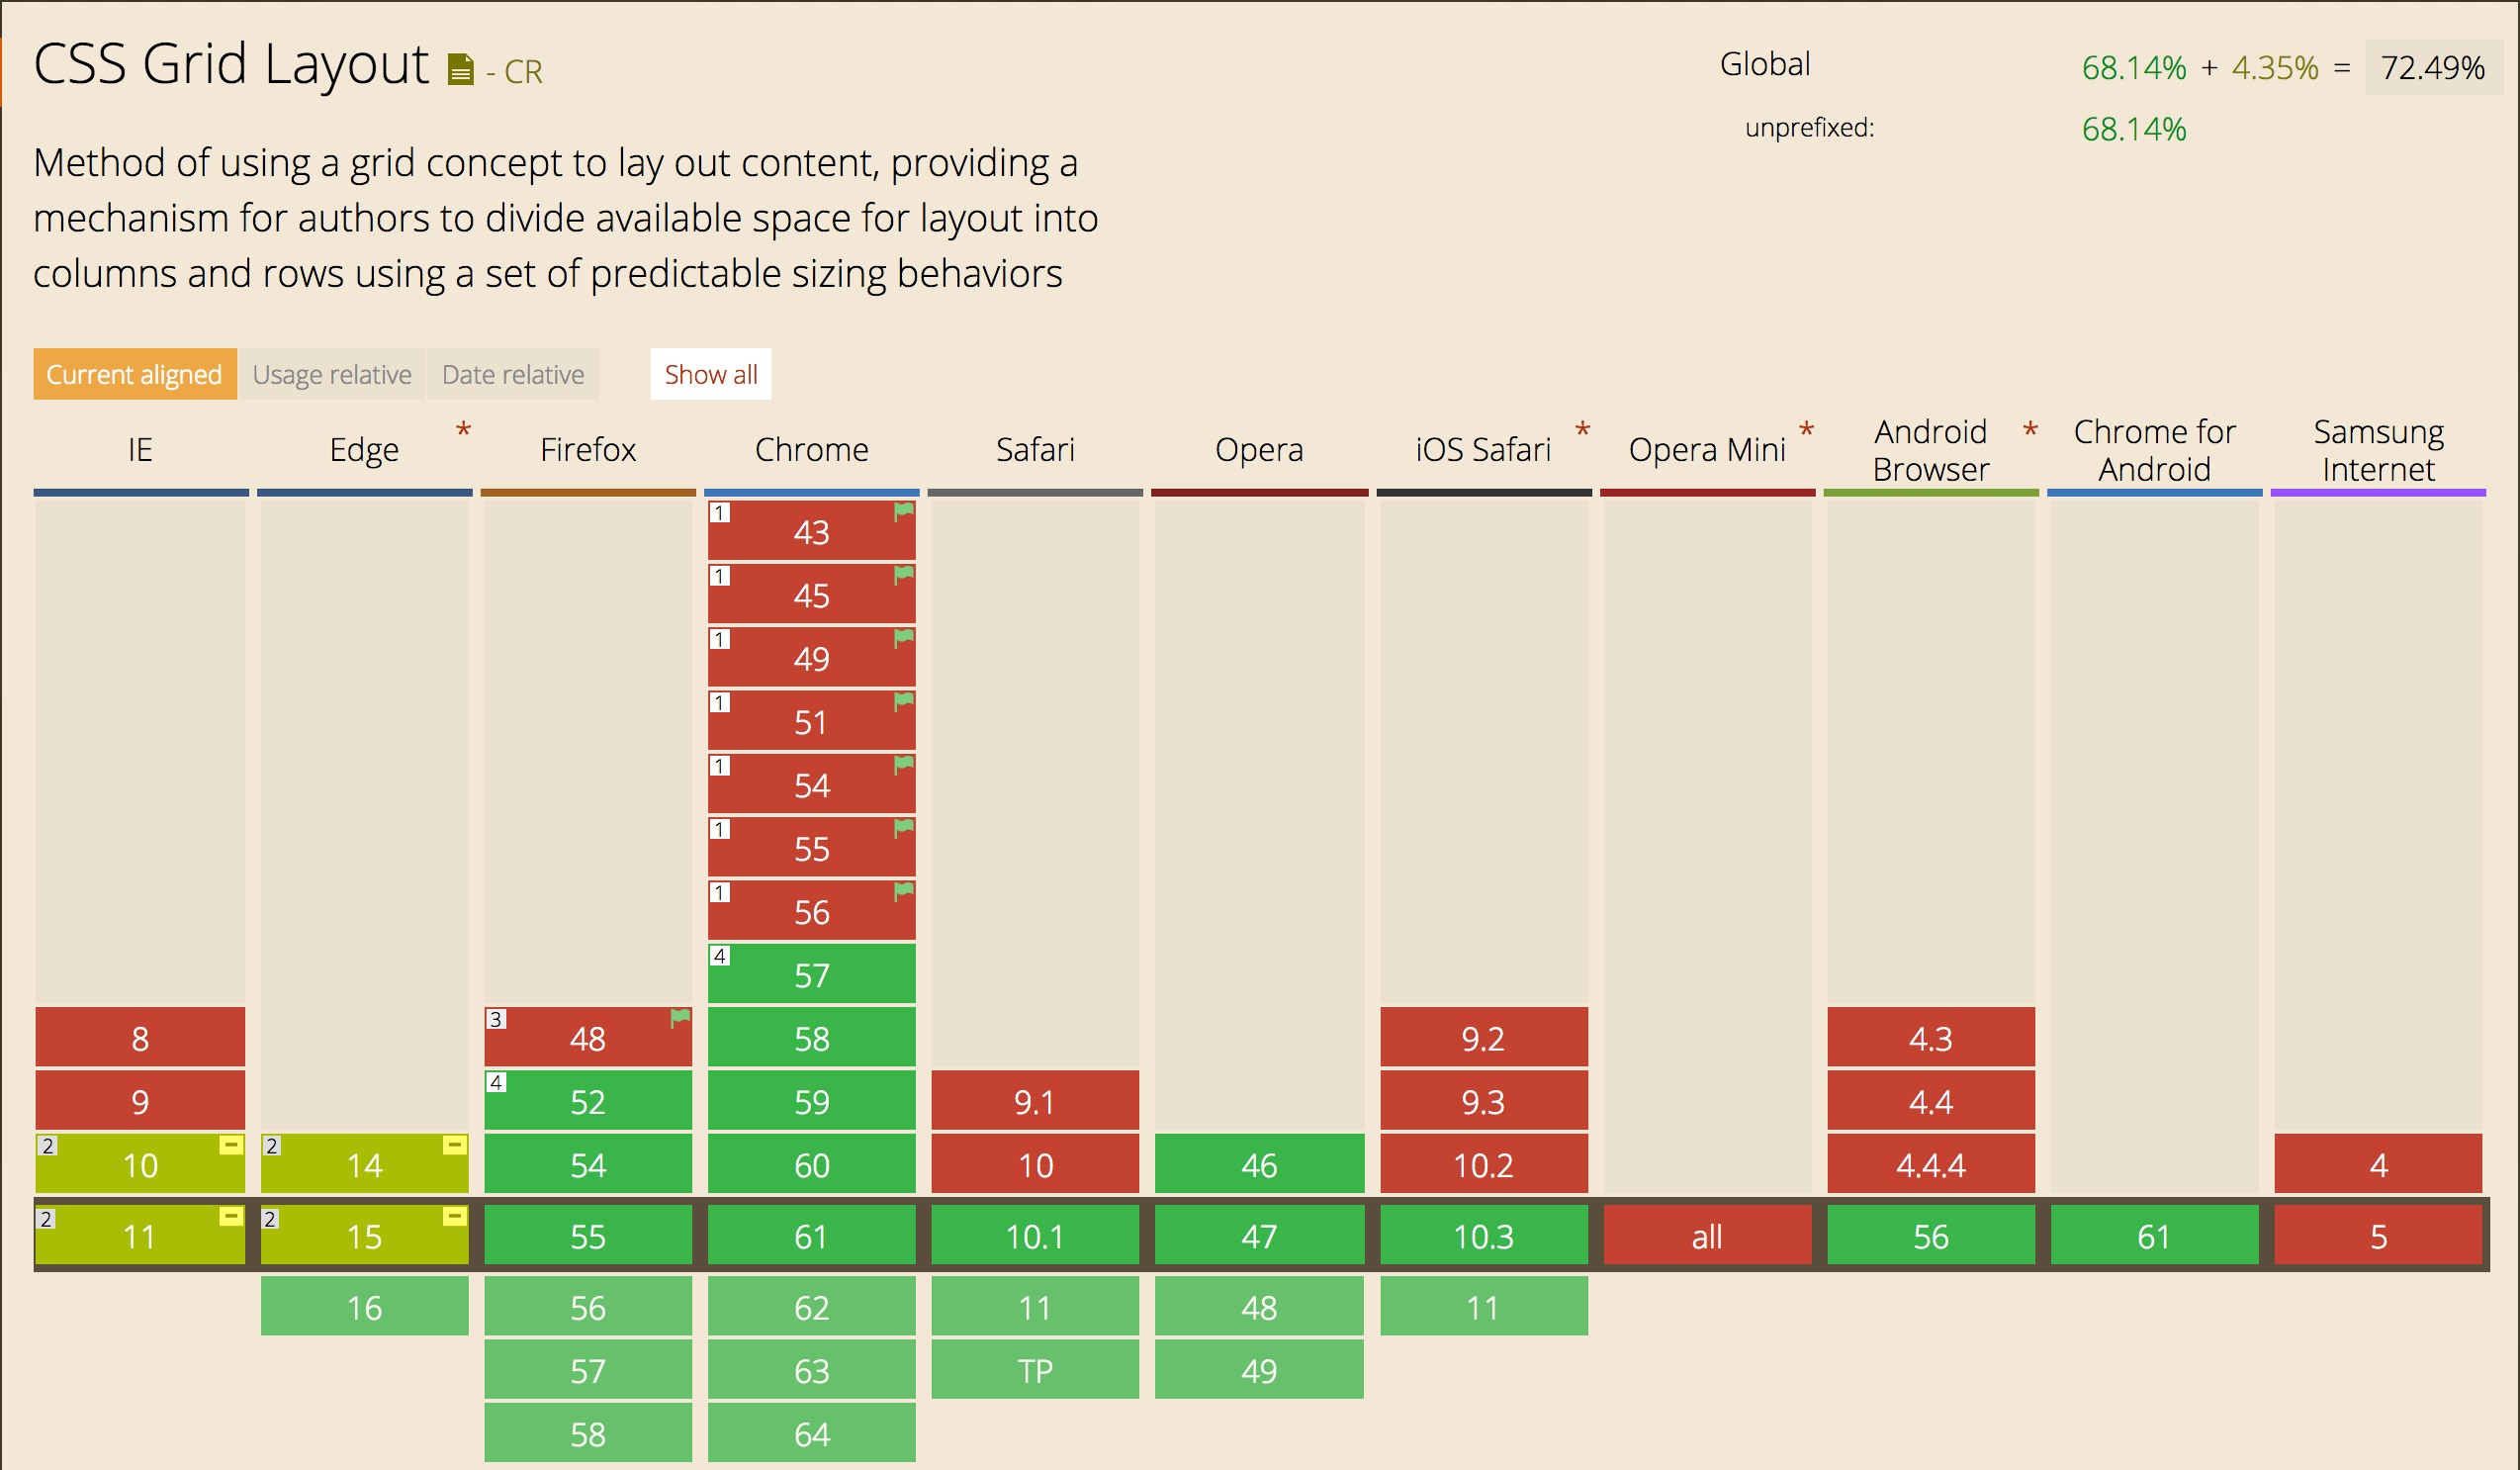 CSS Grid Layout - CR
Global 68.14% + 4.35% = 72.49%
unprefixed: 68.14%
Method of using a grid concept to lay out content, providing a
mechanism for authors to divide available space for layout into
columns and rows using a set of predictable sizing behaviors
Current aligned Usage relative Date relative Show all
IE Edge * Firefox Chrome Safari Opera iOS Safari * Opera Mini * Android Browser * Chrome for Android Samsung Internet
1 43
1 45
1 49
1 51
1 54
1 55
1 56
4 57
8 3 48 58 9.2 4.3
9 4 52 59 9.1 9.3 4.4
2 10 - 2 14 - 54 60 10 46 10.2 4.4.4 4
2 11 - 2 15 - 55 61 10.1 47 10.3 all 56 61 5
16 56 62 11 48 11
57 63 TP 49
58 64